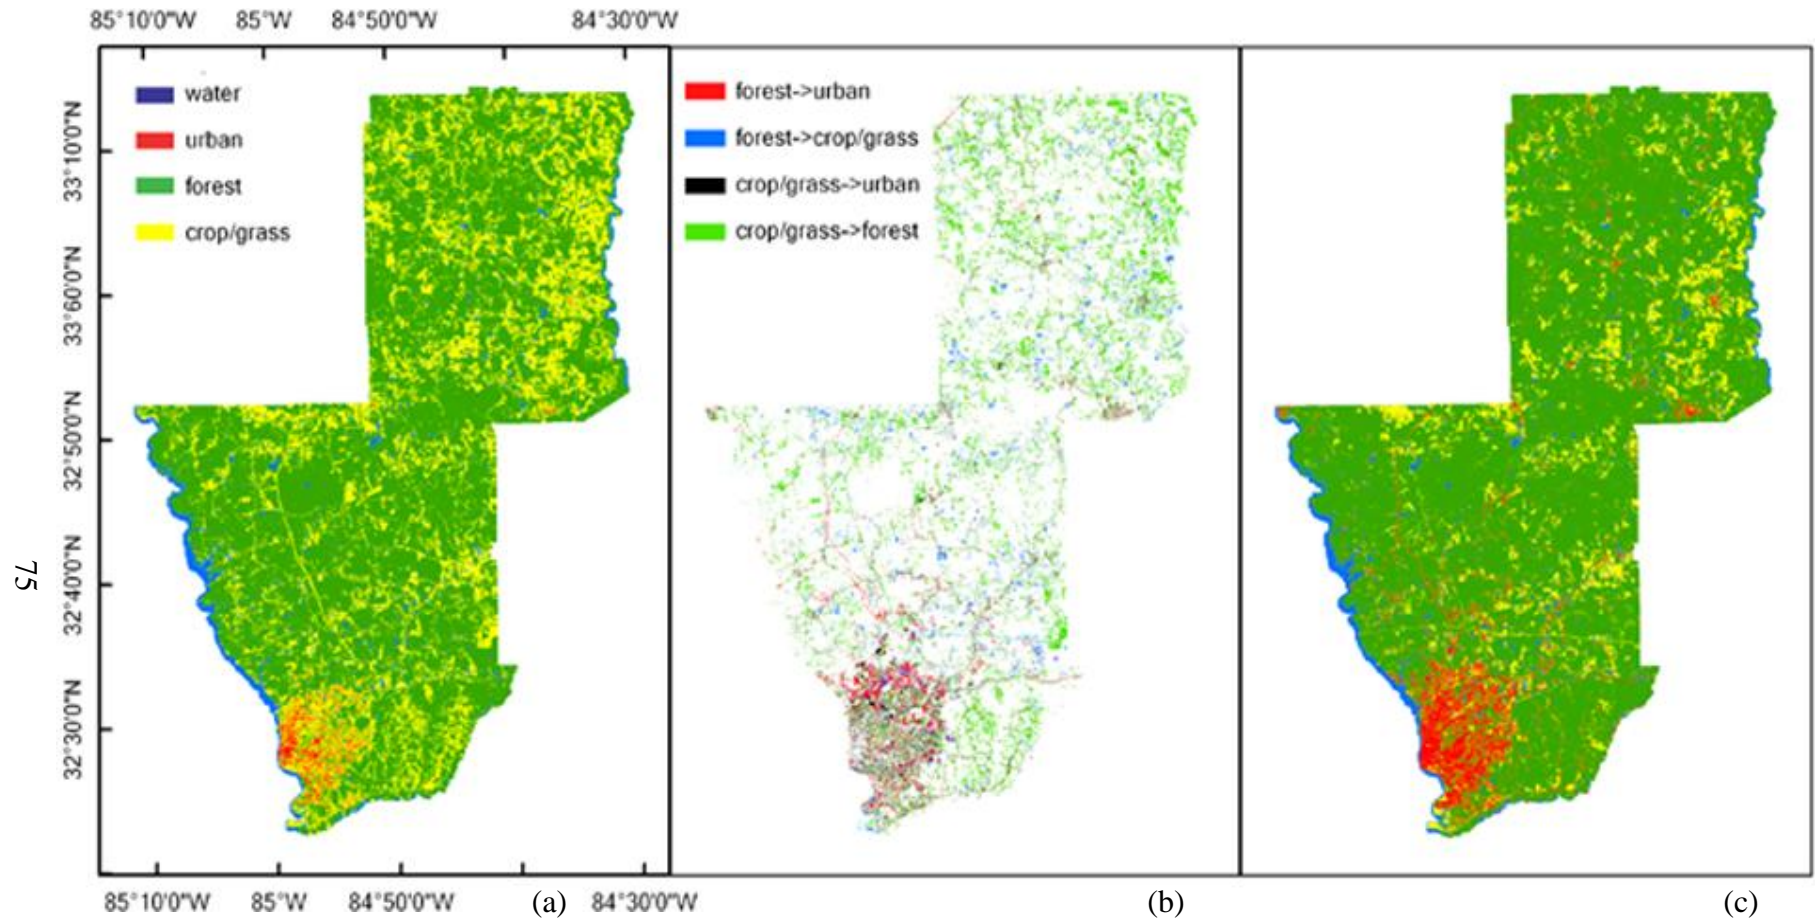 85°10'0"W 85°W 84°50'0"W 84°30'0"W
water
urban
forest
crop/grass
forest->urban
forest->crop/grass
crop/grass->urban
crop/grass->forest
33°10'0"N
33°60'0"N
32°50'0"N
32°40'0"N
32°30'0"N
75
85°10'0"W 85°W 84°50'0"W (a) 84°30'0"W (b) (c)